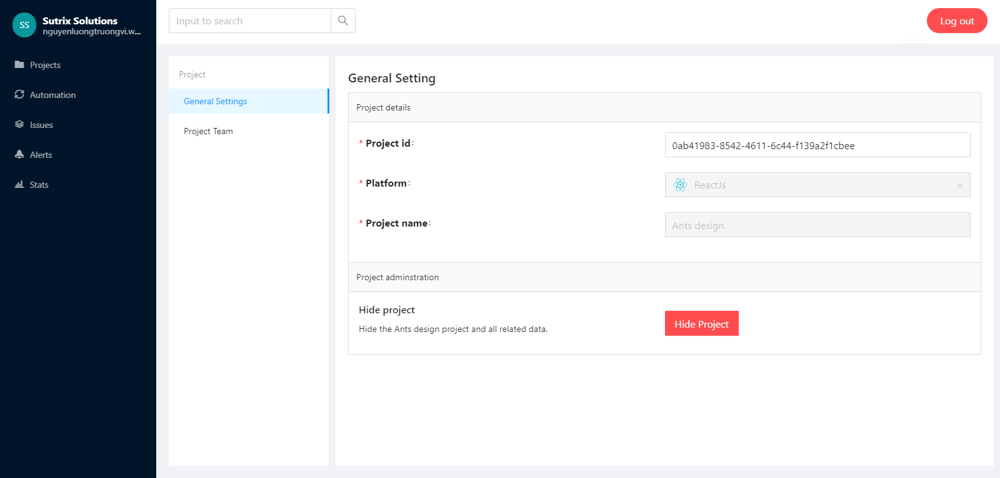 SS
Sutrix Solutions
nguyenluongtruongvi.w...
Projects
Automation
Issues
Alerts
Stats
Input to search
Log out
Project
General Settings
Project Team
General Setting
Project details
* Project id:
0ab41983-8542-4611-6c44-f139a2f1cbee
* Platform:
ReactJs
* Project name:
Ants design
Project adminstration
Hide project
Hide the Ants design project and all related data.
Hide Project